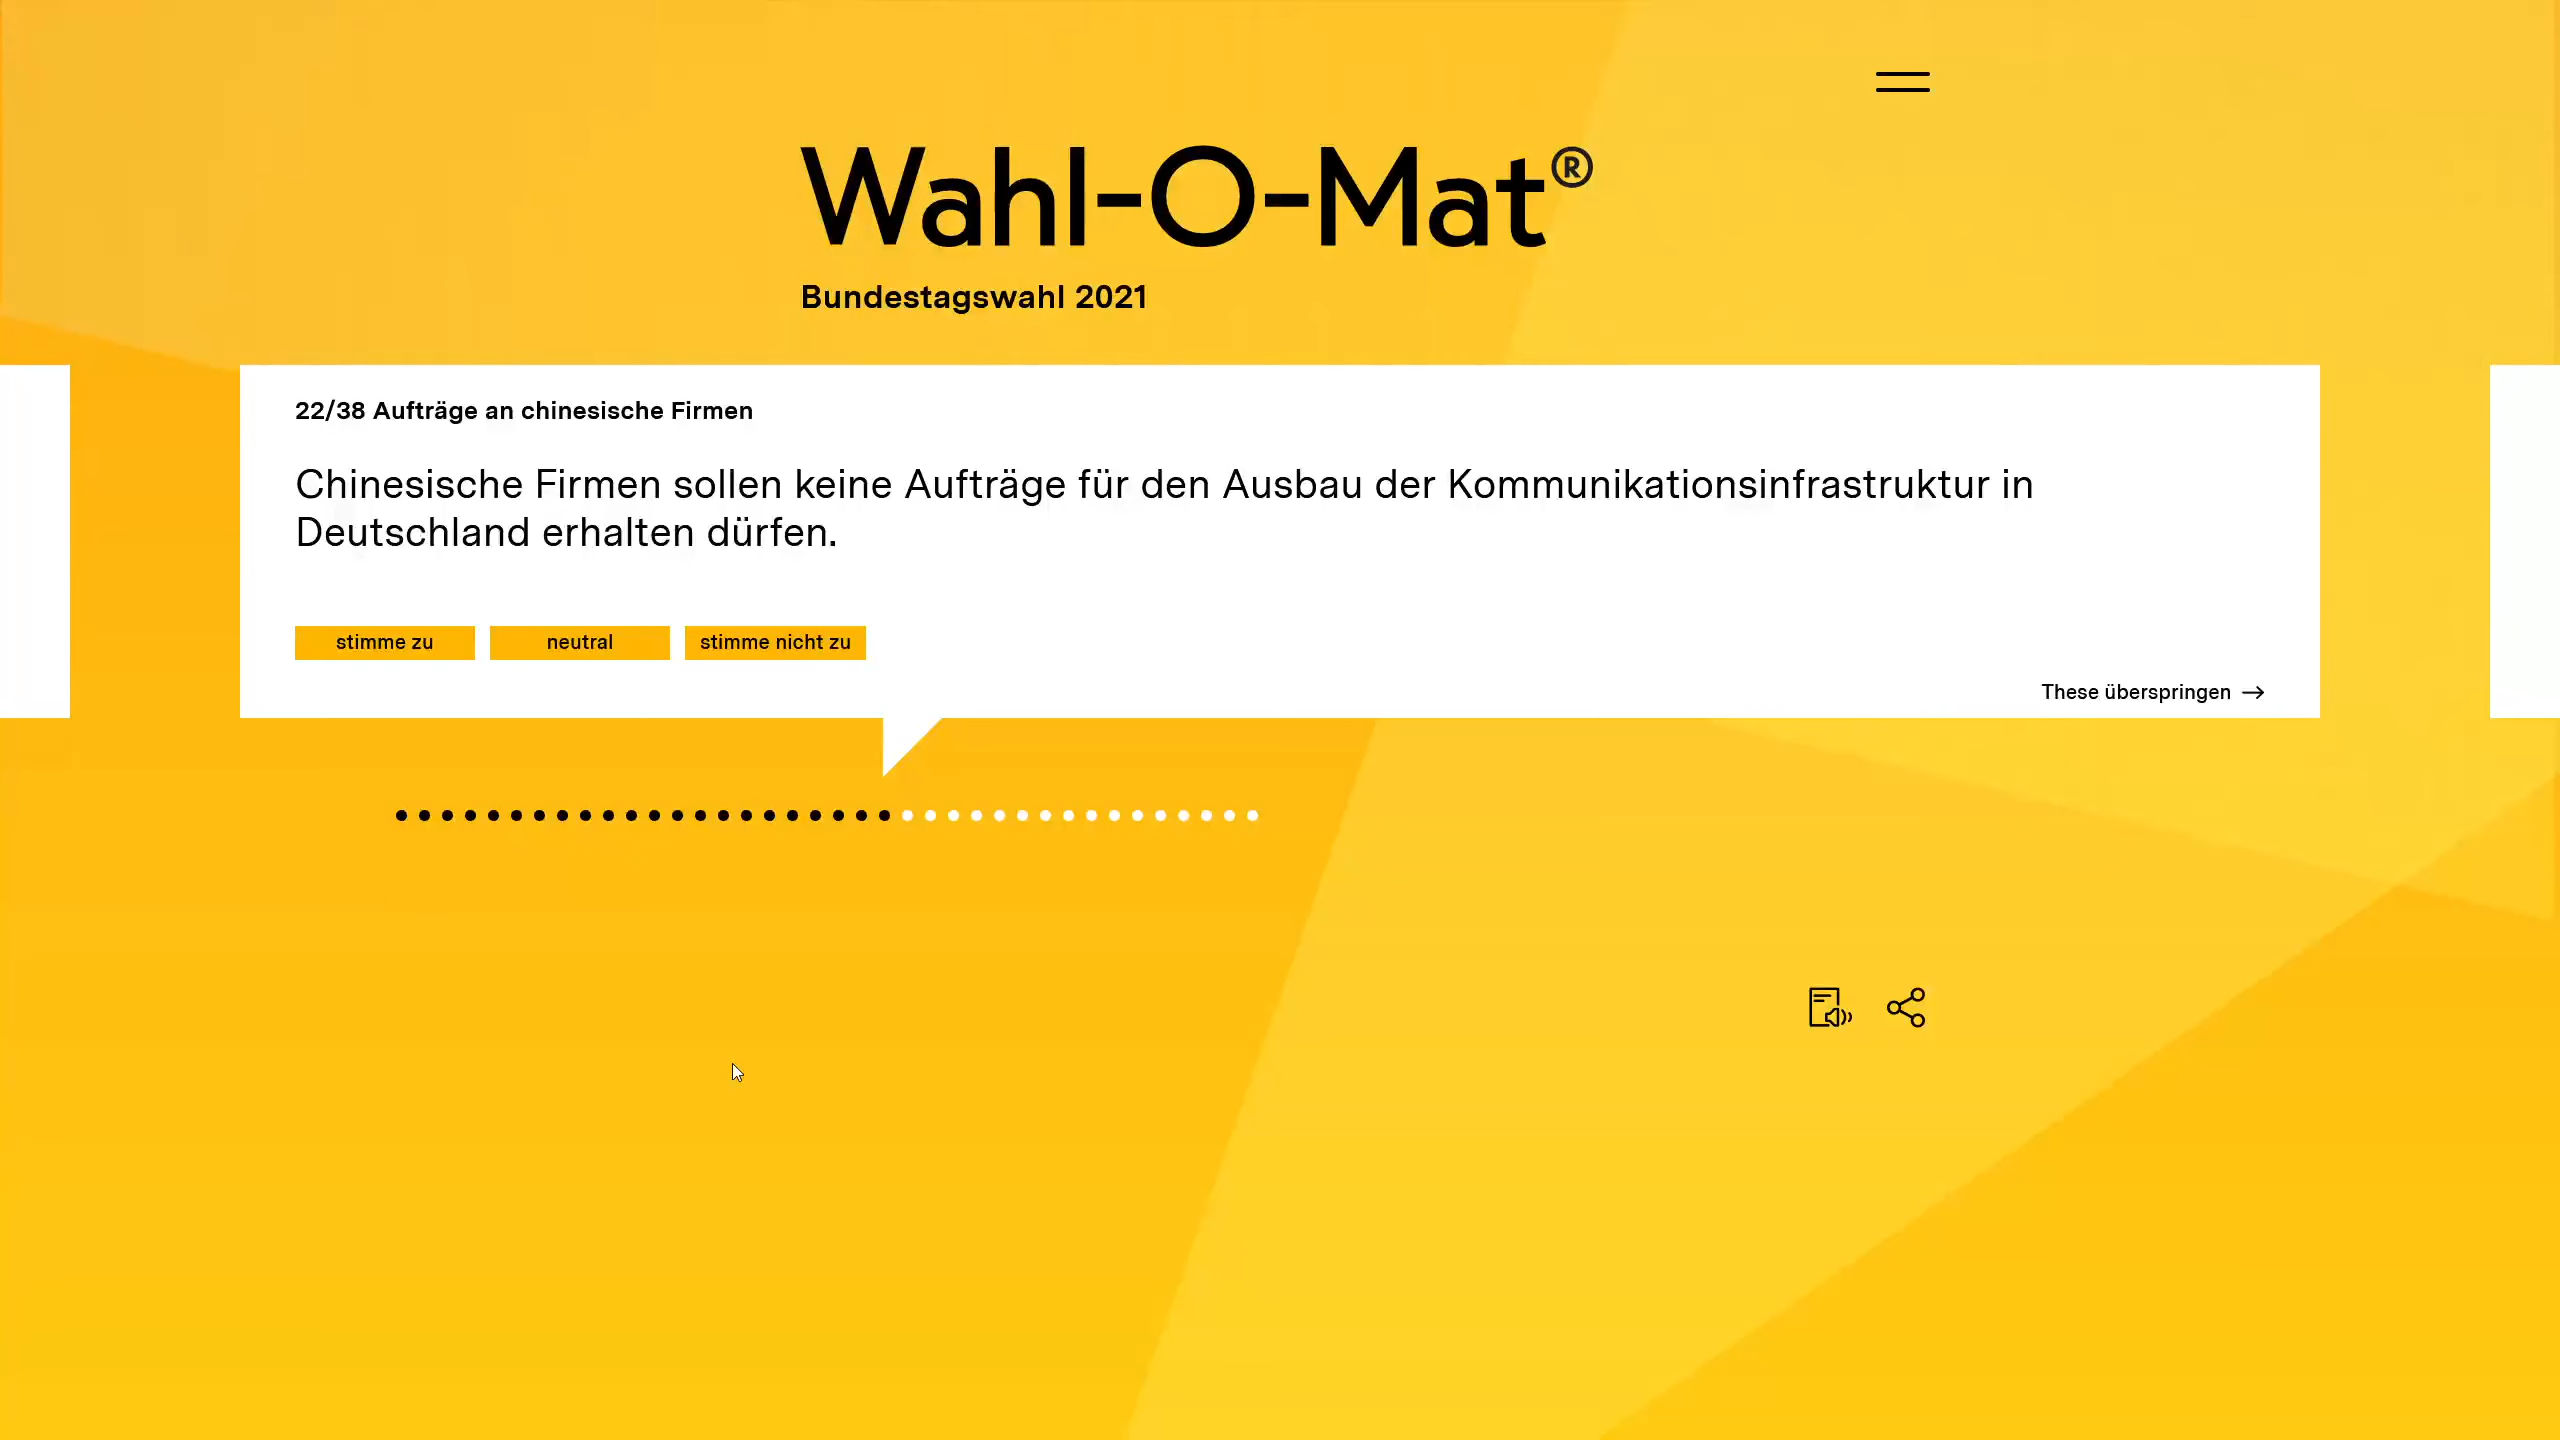 Wahl-O-Mat®
Bundestagswahl 2021
22/38 Aufträge an chinesische Firmen
Chinesische Firmen sollen keine Aufträge für den Ausbau der Kommunikationsinfrastruktur in
Deutschland erhalten dürfen.
stimme zu
neutral
stimme nicht zu
These überspringen →